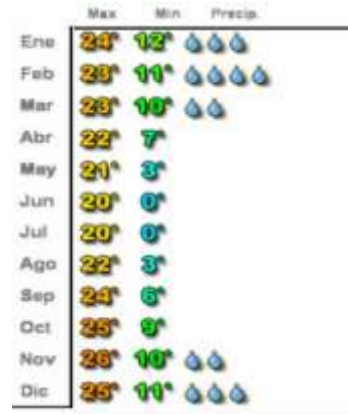 Max Min Precip.
Ene 24° 12°
Feb 23° 11°
Mar 23° 10°
Abr 22° 7°
May 21° 3°
Jun 20° 0°
Jul 20° 0°
Ago 22° 3°
Sep 24° 6°
Oct 25° 9°
Nov 26° 10°
Dic 25° 11°